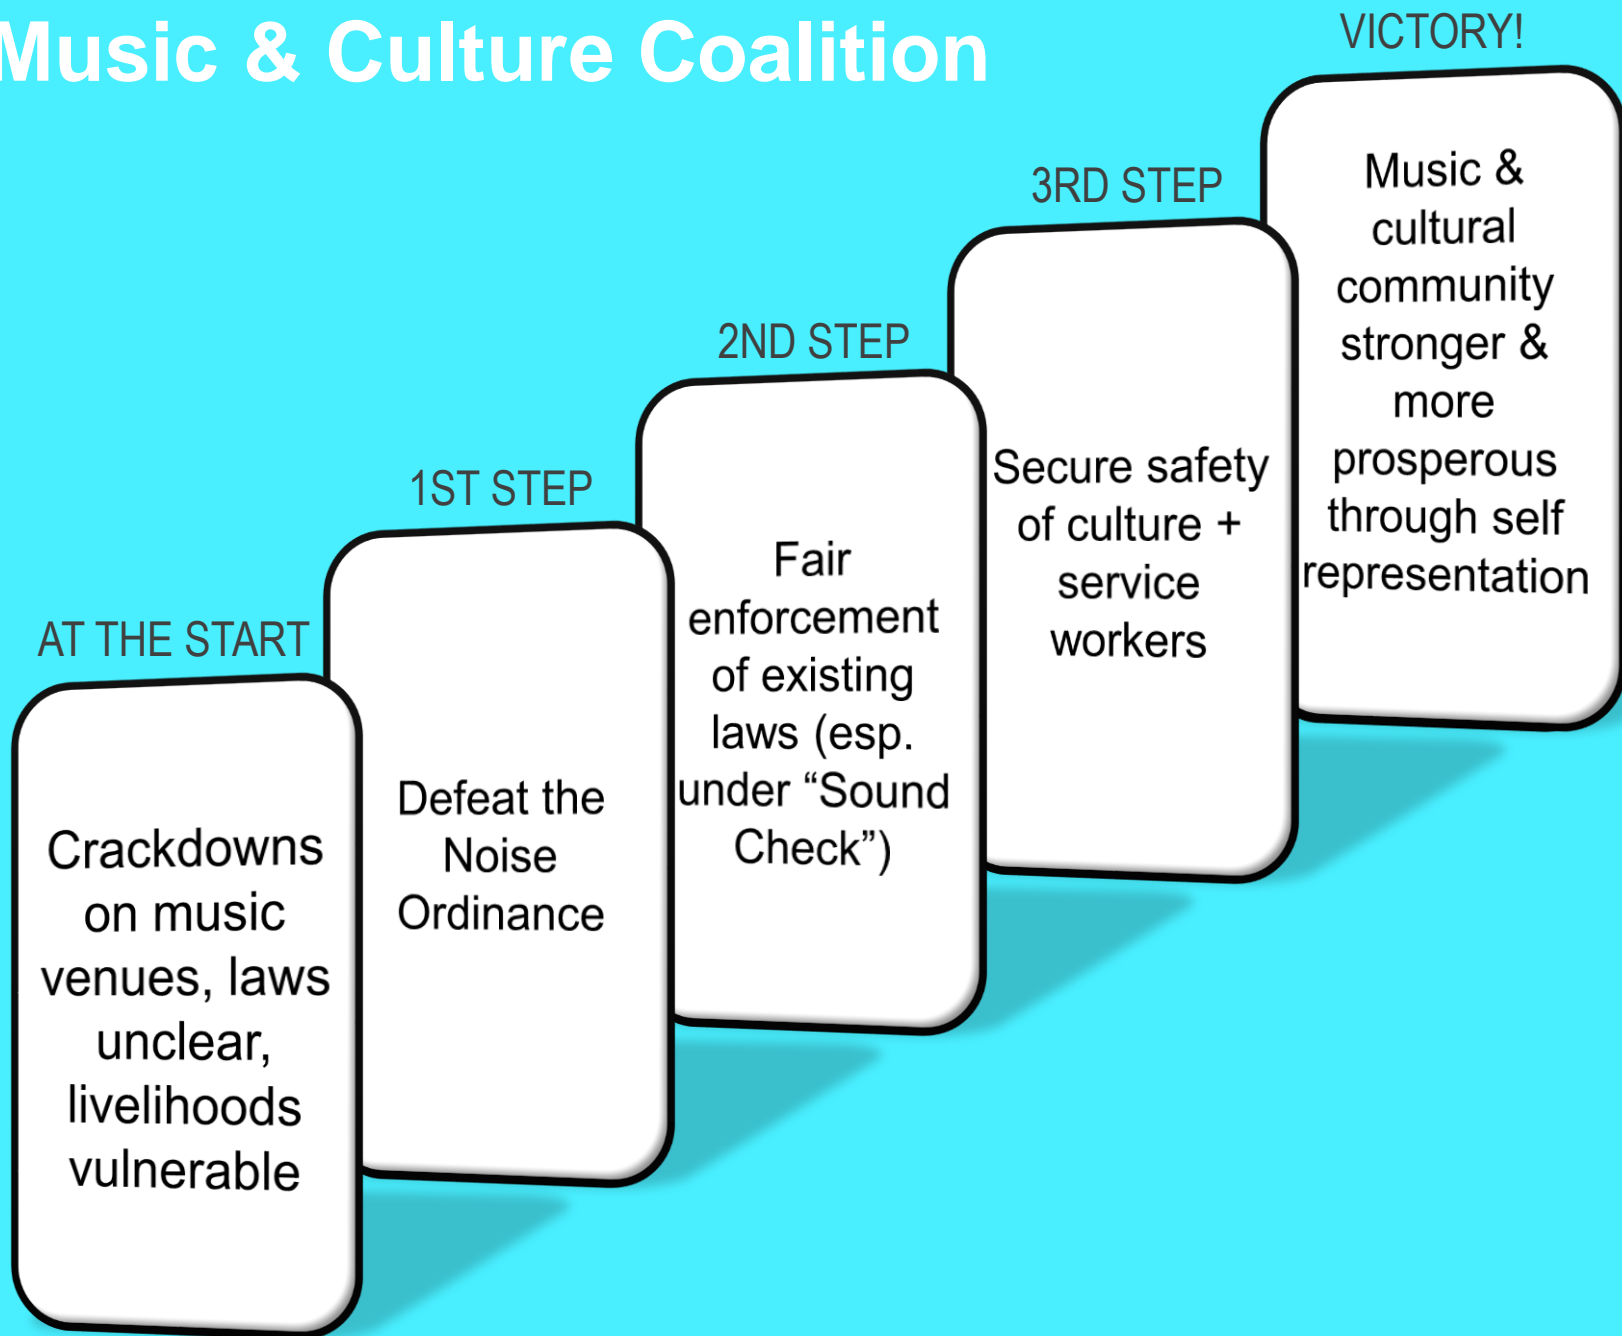 Music & Culture Coalition
AT THE START
Crackdowns
on music
venues, laws
unclear,
livelihoods
vulnerable
1ST STEP
Defeat the
Noise
Ordinance
2ND STEP
Fair
enforcement
of existing
laws (esp.
under “Sound
Check”)
3RD STEP
Secure safety
of culture +
service
workers
VICTORY!
Music &
cultural
community
stronger &
more
prosperous
through self
representation